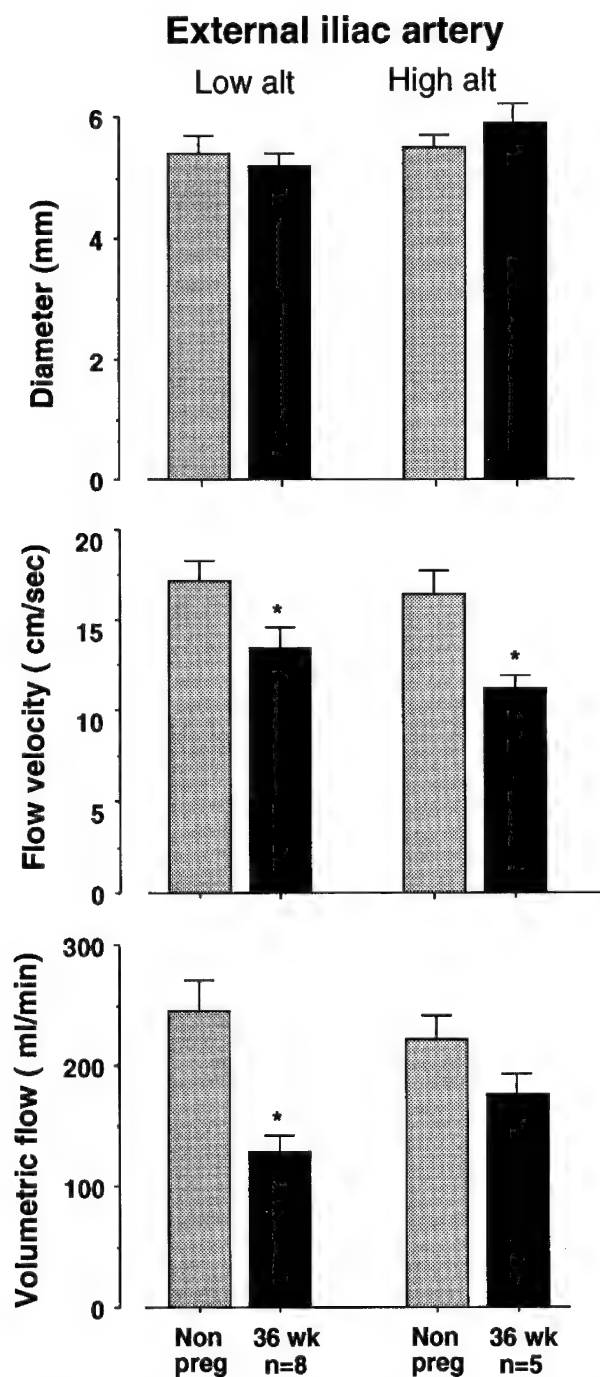 External iliac artery
Low alt High alt
Diameter (mm)
6
4
2
0
Flow velocity ( cm/sec)
20
15
10
5
0
*
*
Volumetric flow ( ml/min)
300
200
100
0
*
Non 36 wk Non 36 wk
preg n=8 preg n=5